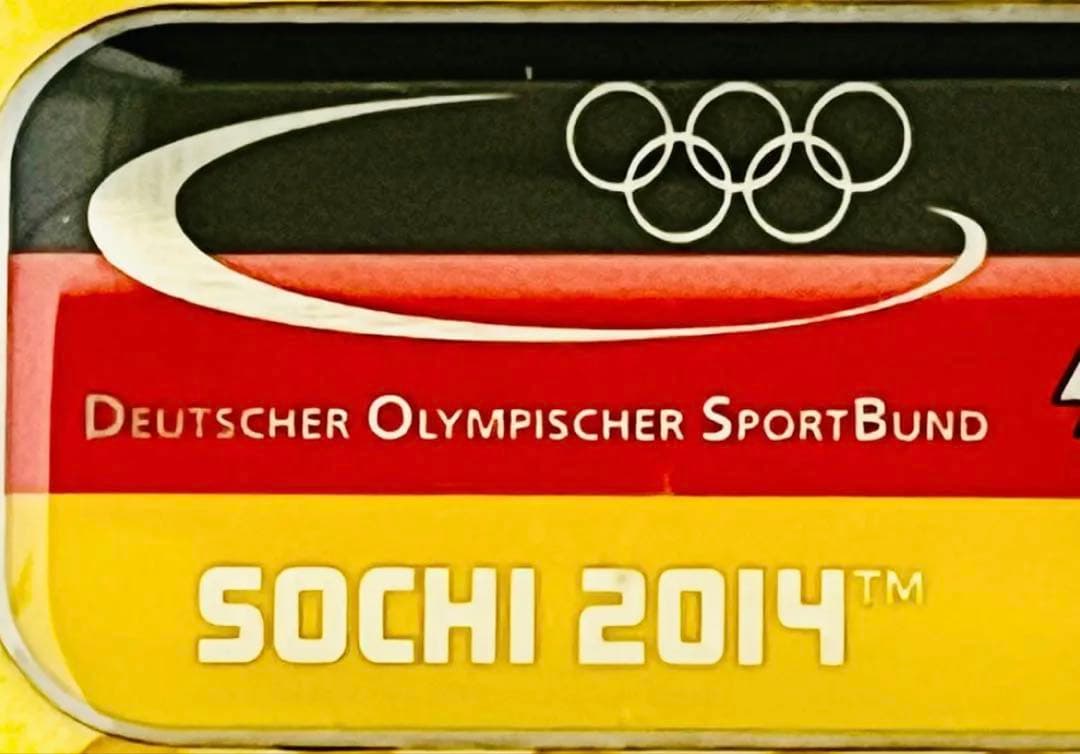 DEUTSCHER OLYMPISCHER SPORTBUND
SOCHI 2014™